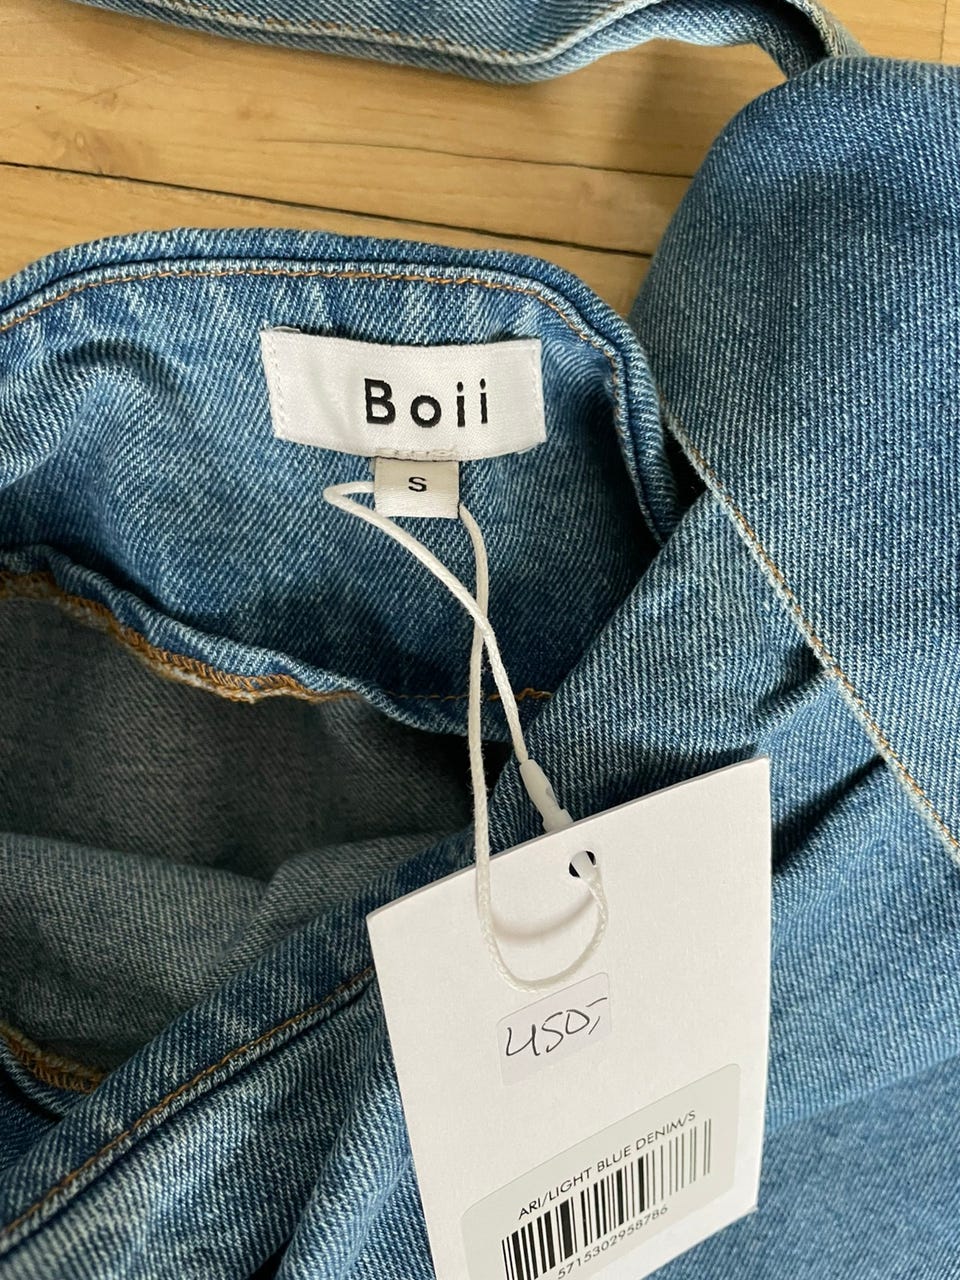 Boii
S
450,-
ARI/LIGHT BLUE DENIM/S
5715302958786